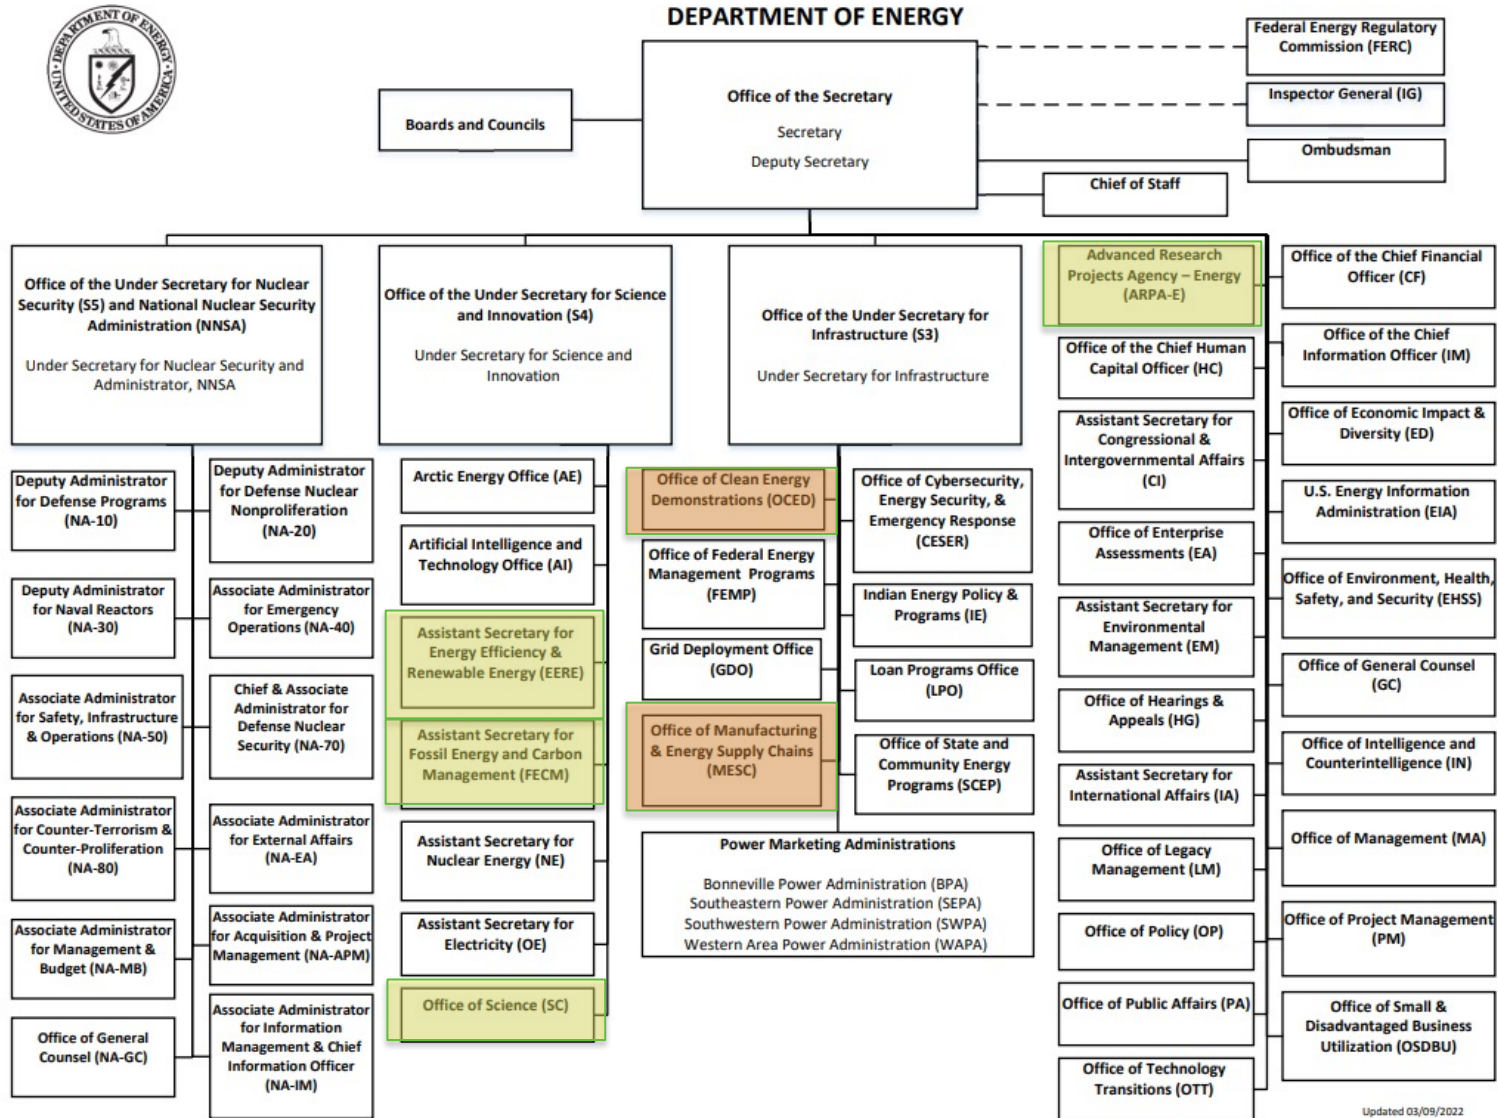 DEPARTMENT OF ENERGY
DEPARTMENT OF ENERGY
UNITED STATES OF AMERICA
Federal Energy Regulatory
Commission (FERC)
Inspector General (IG)
Ombudsman
Chief of Staff
Office of the Secretary
Secretary
Deputy Secretary
Boards and Councils
Office of the Under Secretary for Nuclear
Security (S5) and National Nuclear Security
Administration (NNSA)
Under Secretary for Nuclear Security and
Administrator, NNSA
Deputy Administrator
for Defense Programs
(NA-10)
Deputy Administrator
for Defense Nuclear
Nonproliferation
(NA-20)
Deputy Administrator
for Naval Reactors
(NA-30)
Associate Administrator
for Emergency
Operations (NA-40)
Associate Administrator
for Safety, Infrastructure
& Operations (NA-50)
Chief & Associate
Administrator for
Defense Nuclear
Security (NA-70)
Associate Administrator
for Counter-Terrorism &
Counter-Proliferation
(NA-80)
Associate Administrator
for External Affairs
(NA-EA)
Associate Administrator
for Management &
Budget (NA-MB)
Associate Administrator
for Acquisition & Project
Management (NA-APM)
Office of General
Counsel (NA-GC)
Associate Administrator
for Information
Management & Chief
Information Officer
(NA-IM)
Office of the Under Secretary for Science
and Innovation (S4)
Under Secretary for Science and
Innovation
Arctic Energy Office (AE)
Artificial Intelligence and
Technology Office (AI)
Assistant Secretary for
Energy Efficiency &
Renewable Energy (EERE)
Assistant Secretary for
Fossil Energy and Carbon
Management (FECM)
Assistant Secretary for
Nuclear Energy (NE)
Assistant Secretary for
Electricity (OE)
Office of Science (SC)
Office of the Under Secretary for
Infrastructure (S3)
Under Secretary for Infrastructure
Office of Clean Energy
Demonstrations (OCED)
Office of Cybersecurity,
Energy Security, &
Emergency Response
(CESER)
Office of Federal Energy
Management Programs
(FEMP)
Indian Energy Policy &
Programs (IE)
Grid Deployment Office
(GDO)
Loan Programs Office
(LPO)
Office of Manufacturing
& Energy Supply Chains
(MESC)
Office of State and
Community Energy
Programs (SCEP)
Power Marketing Administrations
Bonneville Power Administration (BPA)
Southeastern Power Administration (SEPA)
Southwestern Power Administration (SWPA)
Western Area Power Administration (WAPA)
Advanced Research
Projects Agency – Energy
(ARPA-E)
Office of the Chief Financial
Officer (CF)
Office of the Chief Human
Capital Officer (HC)
Office of the Chief
Information Officer (IM)
Assistant Secretary for
Congressional &
Intergovernmental Affairs
(CI)
Office of Economic Impact &
Diversity (ED)
U.S. Energy Information
Administration (EIA)
Office of Enterprise
Assessments (EA)
Office of Environment, Health,
Safety, and Security (EHSS)
Assistant Secretary for
Environmental
Management (EM)
Office of General Counsel
(GC)
Office of Hearings &
Appeals (HG)
Office of Intelligence and
Counterintelligence (IN)
Assistant Secretary for
International Affairs (IA)
Office of Management (MA)
Office of Legacy
Management (LM)
Office of Project Management
(PM)
Office of Policy (OP)
Office of Public Affairs (PA)
Office of Small &
Disadvantaged Business
Utilization (OSDBU)
Office of Technology
Transitions (OTT)
Updated 03/09/2022